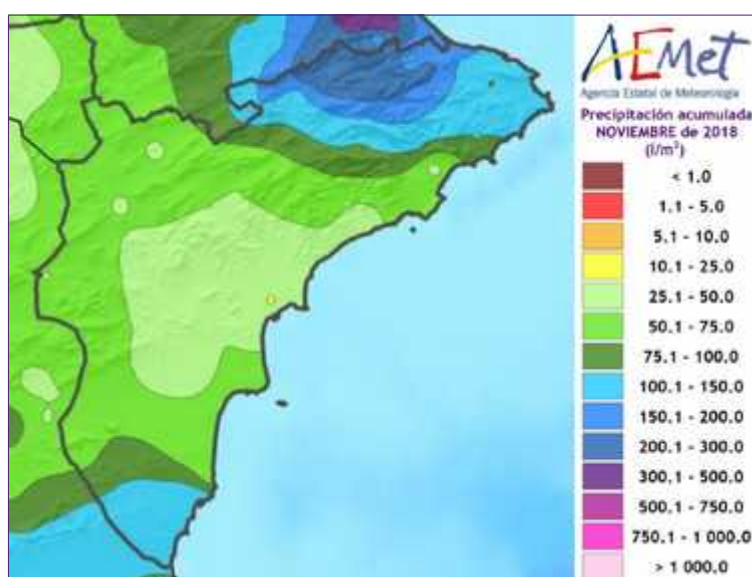 AEMet
Agencia Estatal de Meteorología
Precipitación acumulada
NOVIEMBRE de 2018
(l/m²)
< 1.0
1.1 - 5.0
5.1 - 10.0
10.1 - 25.0
25.1 - 50.0
50.1 - 75.0
75.1 - 100.0
100.1 - 150.0
150.1 - 200.0
200.1 - 300.0
300.1 - 500.0
500.1 - 750.0
750.1 - 1 000.0
> 1 000.0